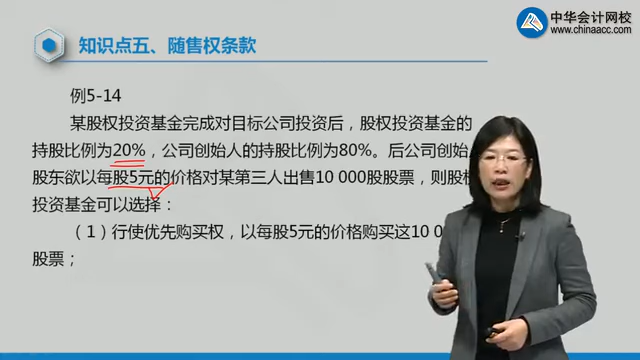 中华会计网校
www.chinaacc.com
知识点五、随售权条款
例5-14
某股权投资基金完成对目标公司投资后，股权投资基金的
持股比例为20%，公司创始人的持股比例为80%。后公司创始
股东欲以每股5元的价格对某第三人出售10 000股股票，则股权
投资基金可以选择：
（1）行使优先购买权，以每股5元的价格购买这10 0
股票；